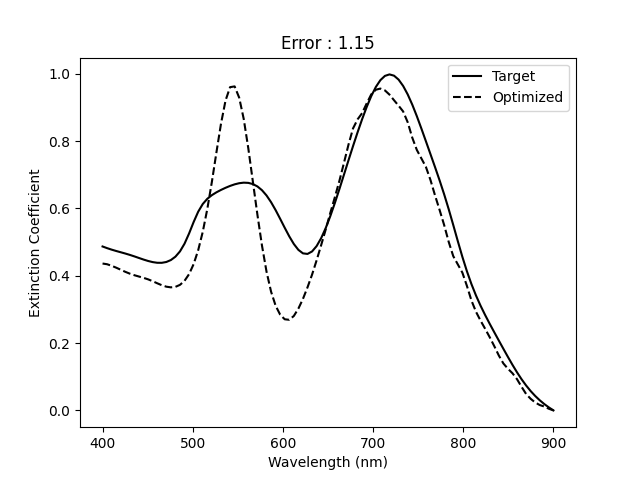 Error : 1.15
Target
Optimized
Extinction Coefficient
1.0
0.8
0.6
0.4
0.2
0.0
400 500 600 700 800 900
Wavelength (nm)